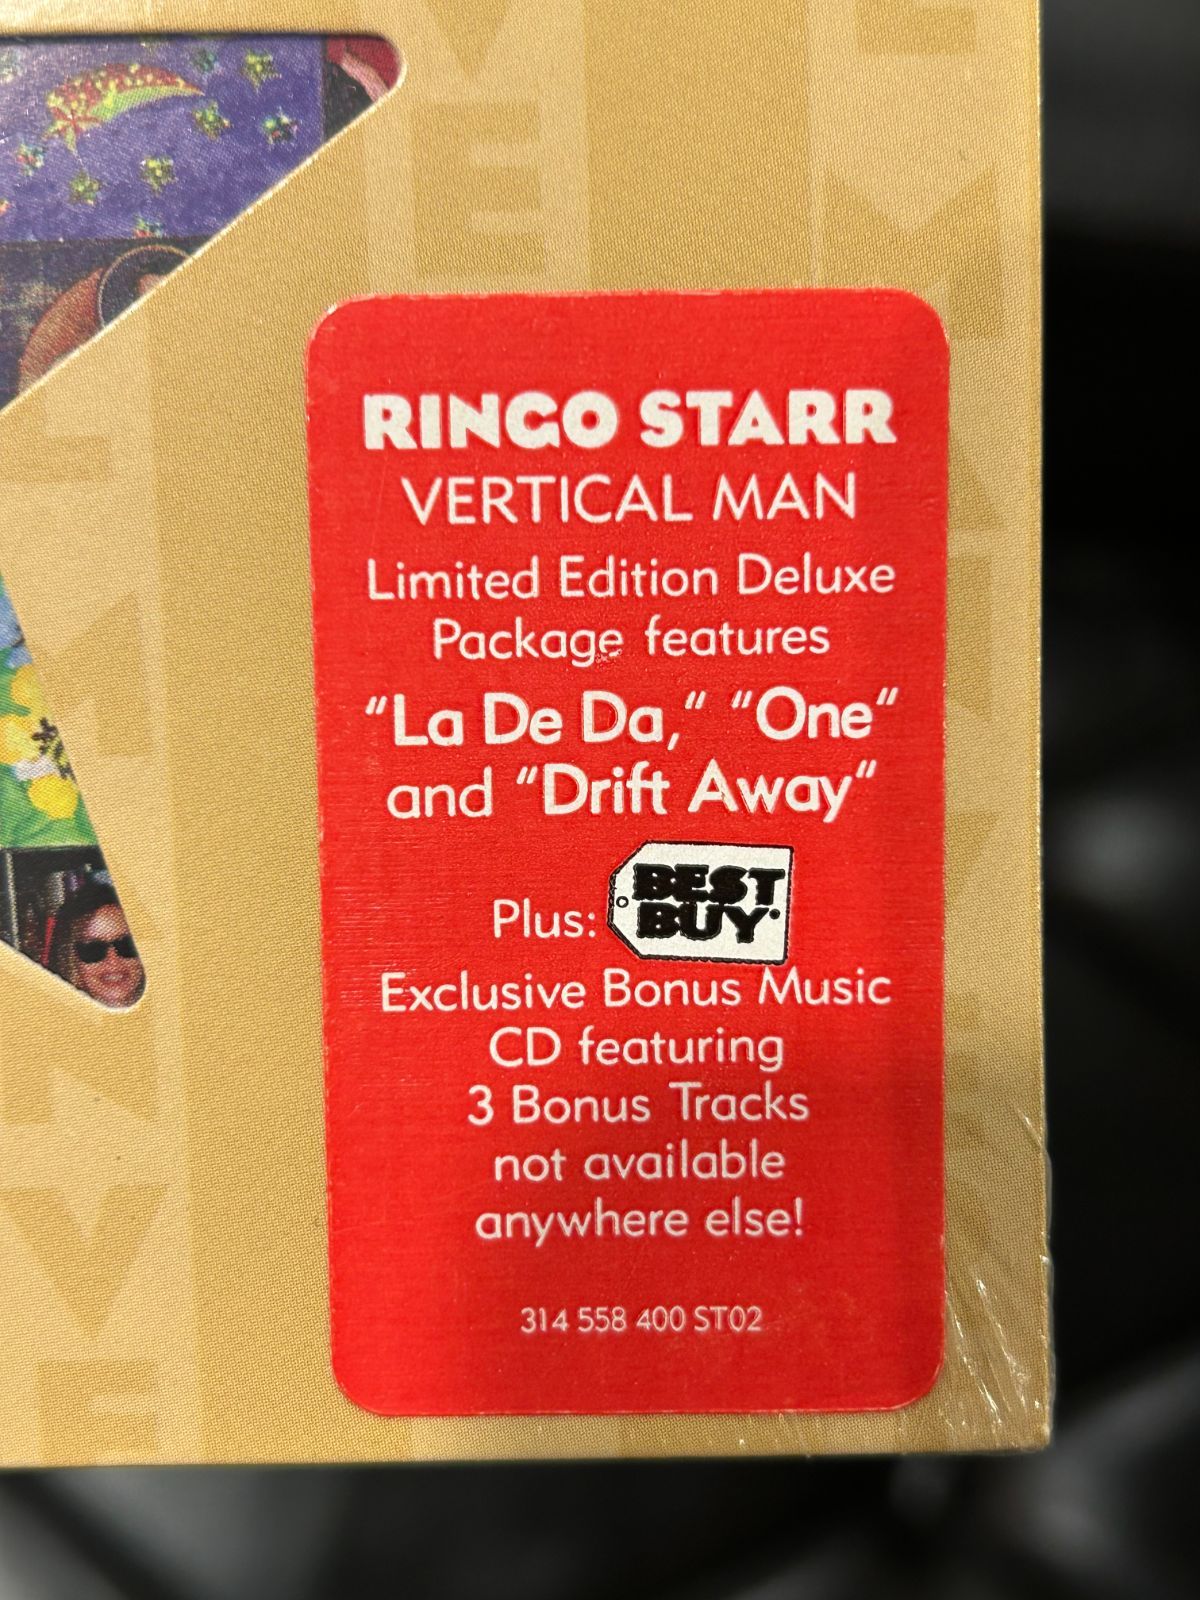 RINGO STARR
VERTICAL MAN
Limited Edition Deluxe
Package features
“La De Da,“ “One“
and “Drift Away“
Plus: BEST BUY
Exclusive Bonus Music
CD featuring
3 Bonus Tracks
not available
anywhere else!
314 558 400 ST02